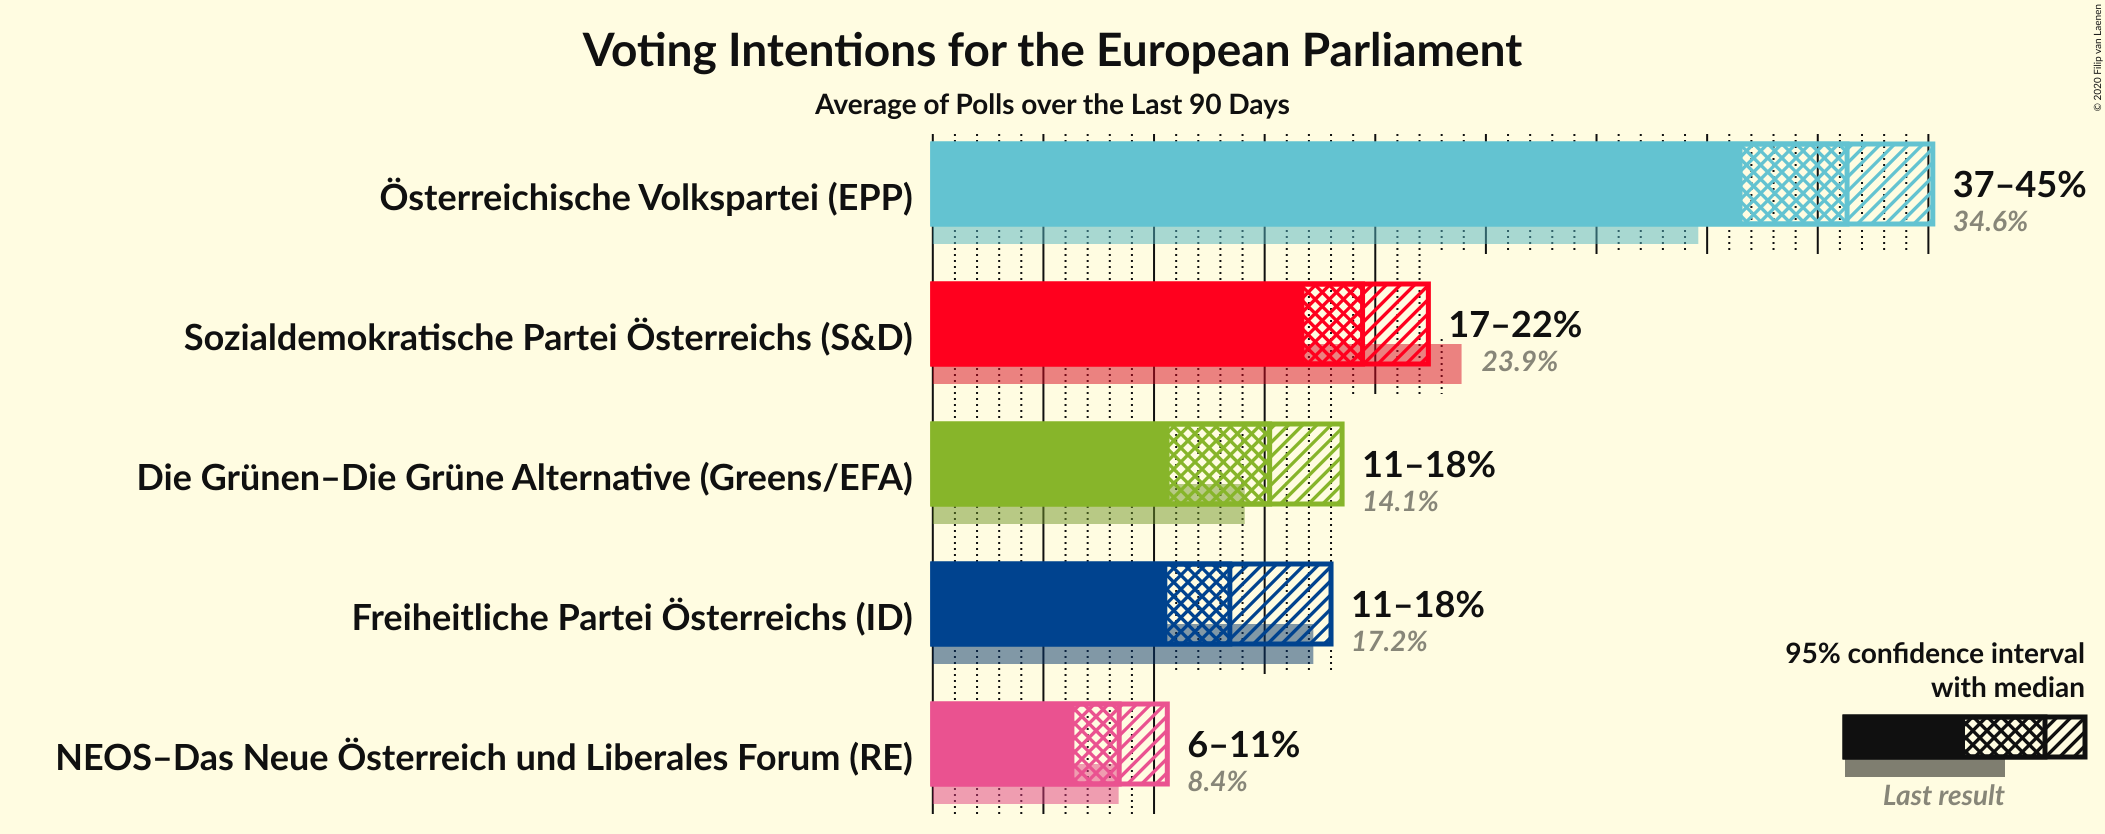 Voting Intentions for the European Parliament
Average of Polls over the Last 90 Days
© 2020 Filip van Laenen
Österreichische Volkspartei (EPP)
37–45%
34.6%
Sozialdemokratische Partei Österreichs (S&D)
17–22%
23.9%
Die Grünen–Die Grüne Alternative (Greens/EFA)
11–18%
14.1%
Freiheitliche Partei Österreichs (ID)
11–18%
17.2%
NEOS–Das Neue Österreich und Liberales Forum (RE)
6–11%
8.4%
95% confidence interval
with median
Last result